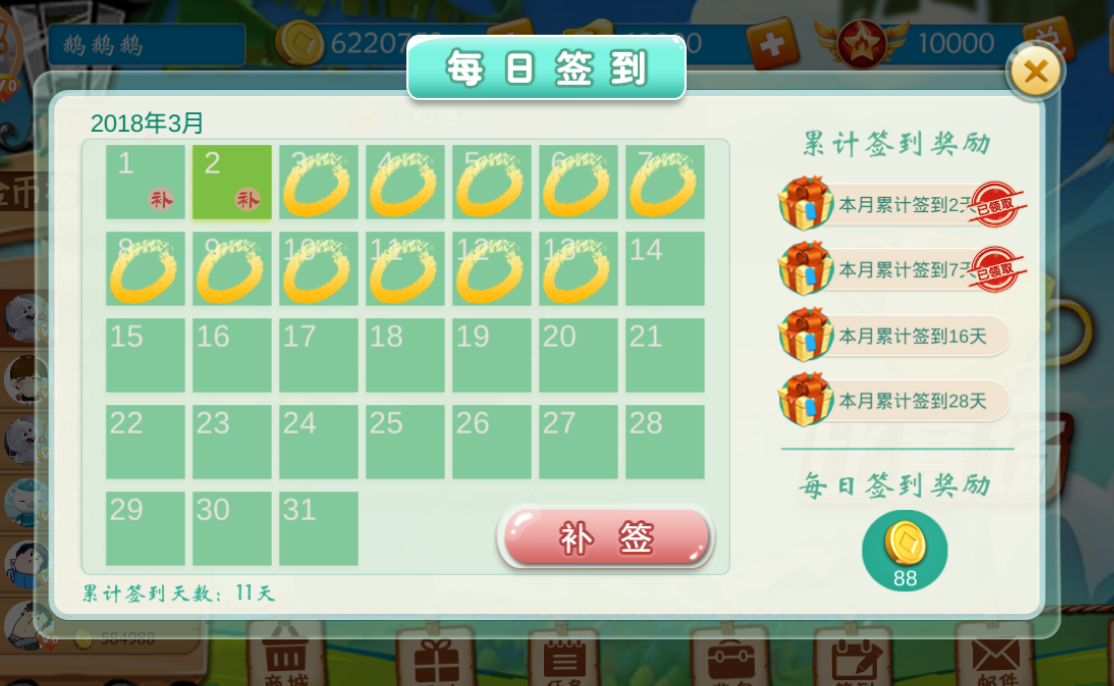 鹅鹅鹅
10000
每日签到
2018年3月
累计签到奖励
1 补 2 补 3 4 5 6 7
本月累计签到2天 已领取
8 9 10 11 12 13 14
本月累计签到7天 已领取
15 16 17 18 19 20 21
本月累计签到16天
22 23 24 25 26 27 28
本月累计签到28天
29 30 31
补签
每日签到奖励
88
累计签到天数：11天
584988
商城
邮件